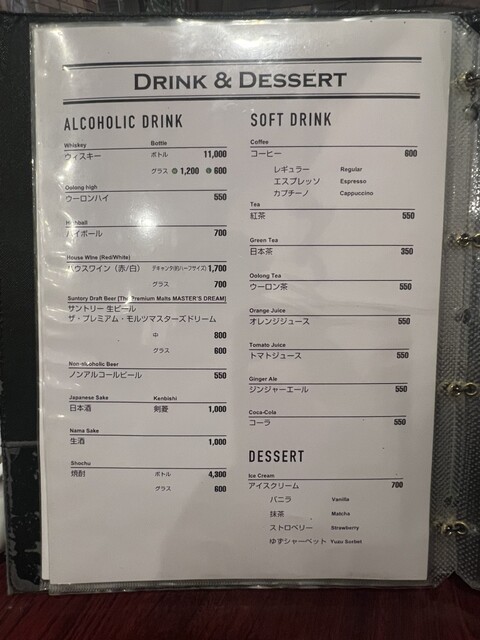 DRINK & DESSERT
ALCOHOLIC DRINK
Whiskey Bottle
ウィスキー ボトル 11,000
グラス 1,200 600
Oolong high
ウーロンハイ 550
Highball
ハイボール 700
House Wine (Red/White)
ハウスワイン（赤/白） デキャンタ(約ハーフサイズ) 1,700
グラス 700
Suntory Draft Beer [The Premium Malts MASTER'S DREAM]
サントリー 生ビール
ザ・プレミアム・モルツマスターズドリーム
中 800
グラス 600
Non-alcoholic Beer
ノンアルコールビール 550
Japanese Sake Kenbishi
日本酒 剣菱 1,000
Nama Sake
生酒 1,000
Shochu
焼酎 ボトル 4,300
グラス 600
SOFT DRINK
Coffee
コーヒー 600
レギュラー Regular
エスプレッソ Espresso
カプチーノ Cappuccino
Tea
紅茶 550
Green Tea
日本茶 350
Oolong Tea
ウーロン茶 550
Orange Juice
オレンジジュース 550
Tomato Juice
トマトジュース 550
Ginger Ale
ジンジャーエール 550
Coca-Cola
コーラ 550
DESSERT
Ice Cream
アイスクリーム 700
バニラ Vanilla
抹茶 Matcha
ストロベリー Strawberry
ゆずシャーベット Yuzu Sorbet